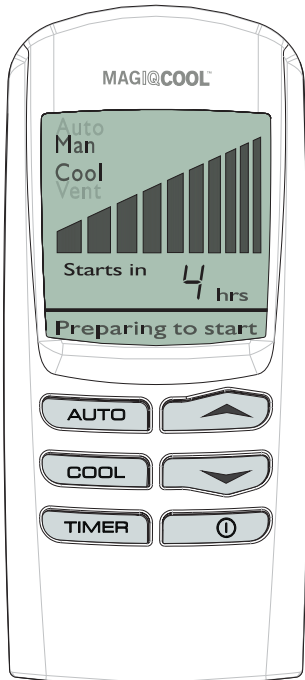 MAGIQCOOL
Auto
Man
Cool
Vent
Starts in 4 hrs
Preparing to start
AUTO
COOL
TIMER